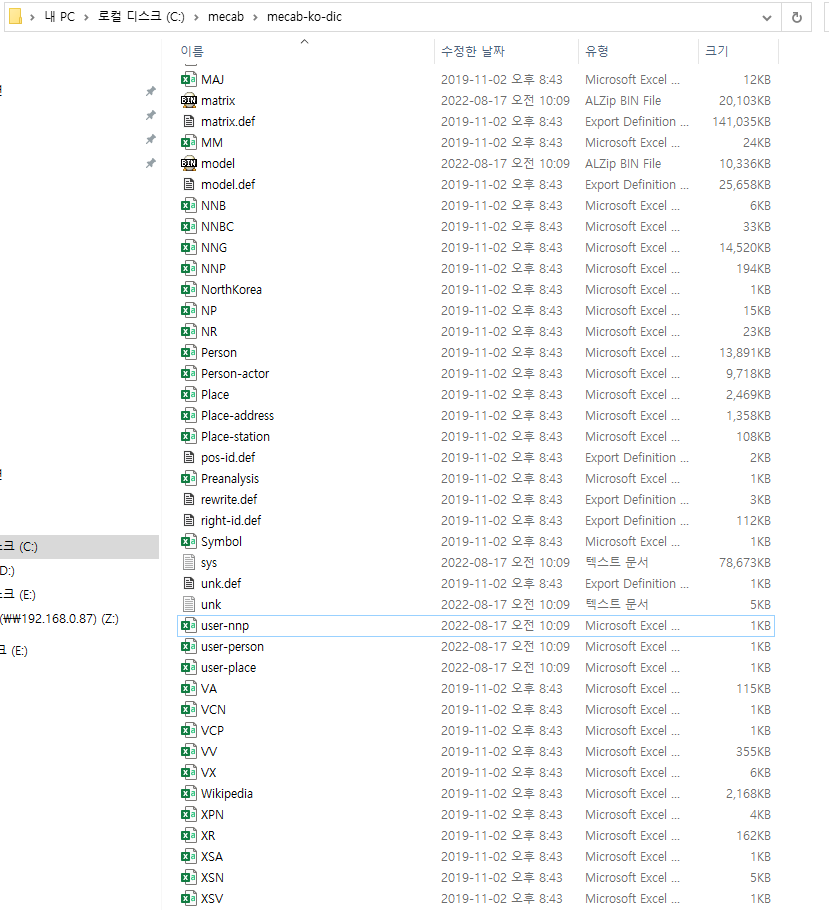 내 PC > 로컬 디스크 (C:) > mecab > mecab-ko-dic
이름 수정한 날짜 유형 크기
MAJ 2019-11-02 오후 8:43 Microsoft Excel ... 12KB
matrix 2022-08-17 오전 10:09 ALZip BIN File 20,103KB
matrix.def 2019-11-02 오후 8:43 Export Definition ... 141,035KB
MM 2019-11-02 오후 8:43 Microsoft Excel ... 24KB
model 2022-08-17 오전 10:09 ALZip BIN File 10,336KB
model.def 2019-11-02 오후 8:43 Export Definition ... 25,658KB
NNB 2019-11-02 오후 8:43 Microsoft Excel ... 6KB
NNBC 2019-11-02 오후 8:43 Microsoft Excel ... 33KB
NNG 2019-11-02 오후 8:43 Microsoft Excel ... 14,520KB
NNP 2019-11-02 오후 8:43 Microsoft Excel ... 194KB
NorthKorea 2019-11-02 오후 8:43 Microsoft Excel ... 1KB
NP 2019-11-02 오후 8:43 Microsoft Excel ... 15KB
NR 2019-11-02 오후 8:43 Microsoft Excel ... 23KB
Person 2019-11-02 오후 8:43 Microsoft Excel ... 13,891KB
Person-actor 2019-11-02 오후 8:43 Microsoft Excel ... 9,718KB
Place 2019-11-02 오후 8:43 Microsoft Excel ... 2,469KB
Place-address 2019-11-02 오후 8:43 Microsoft Excel ... 1,358KB
Place-station 2019-11-02 오후 8:43 Microsoft Excel ... 108KB
pos-id.def 2019-11-02 오후 8:43 Export Definition ... 2KB
Preanalysis 2019-11-02 오후 8:43 Microsoft Excel ... 1KB
rewrite.def 2019-11-02 오후 8:43 Export Definition ... 3KB
right-id.def 2019-11-02 오후 8:43 Export Definition ... 112KB
스크 (C:) Symbol 2019-11-02 오후 8:43 Microsoft Excel ... 1KB
sys 2022-08-17 오전 10:09 텍스트 문서 78,673KB
D:) unk.def 2019-11-02 오후 8:43 Export Definition ... 1KB
스크 (E:) unk 2022-08-17 오전 10:09 텍스트 문서 5KB
(₩₩192.168.0.87) (Z:) user-nnp 2022-08-17 오전 10:09 Microsoft Excel ... 1KB
크 (E:) user-person 2022-08-17 오전 10:09 Microsoft Excel ... 1KB
user-place 2022-08-17 오전 10:09 Microsoft Excel ... 1KB
VA 2019-11-02 오후 8:43 Microsoft Excel ... 115KB
VCN 2019-11-02 오후 8:43 Microsoft Excel ... 1KB
VCP 2019-11-02 오후 8:43 Microsoft Excel ... 1KB
VV 2019-11-02 오후 8:43 Microsoft Excel ... 355KB
VX 2019-11-02 오후 8:43 Microsoft Excel ... 6KB
Wikipedia 2019-11-02 오후 8:43 Microsoft Excel ... 2,168KB
XPN 2019-11-02 오후 8:43 Microsoft Excel ... 4KB
XR 2019-11-02 오후 8:43 Microsoft Excel ... 162KB
XSA 2019-11-02 오후 8:43 Microsoft Excel ... 1KB
XSN 2019-11-02 오후 8:43 Microsoft Excel ... 5KB
XSV 2019-11-02 오후 8:43 Microsoft Excel ... 1KB